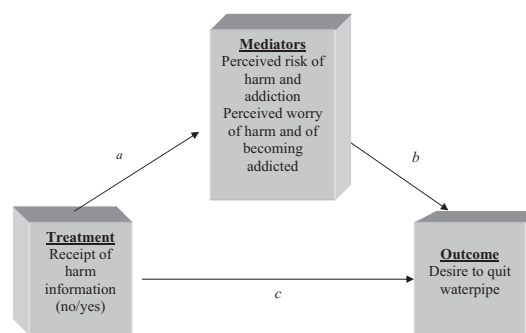 Mediators
Perceived risk of
harm and
addiction
Perceived worry
of harm and of
becoming
addicted
a
b
Treatment
Receipt of
harm
information
(no/yes)
Outcome
Desire to quit
waterpipe
c